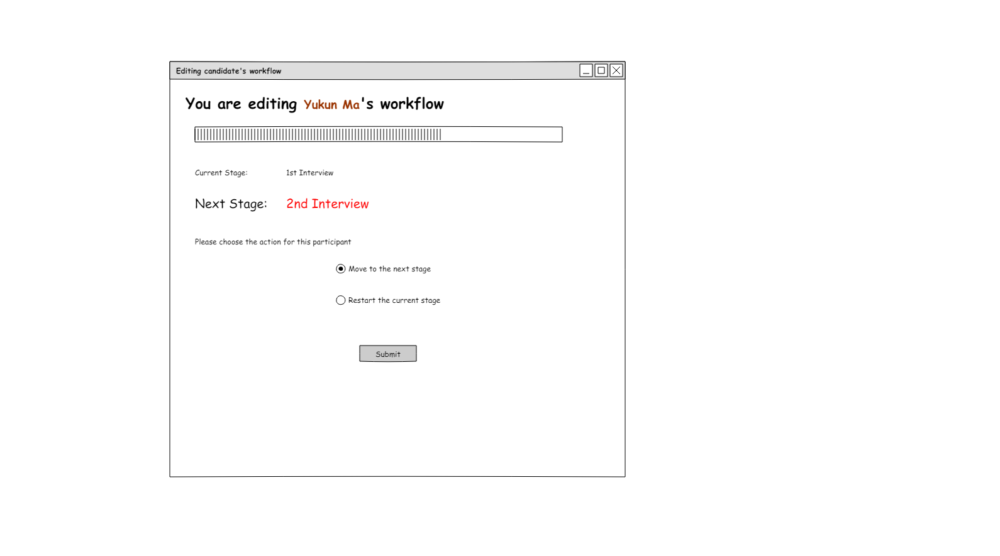 Editing candidate's workflow
You are editing Yukun Ma's workflow
Current Stage: 1st Interview
Next Stage: 2nd Interview
Please choose the action for this participant
Move to the next stage
Restart the current stage
Submit